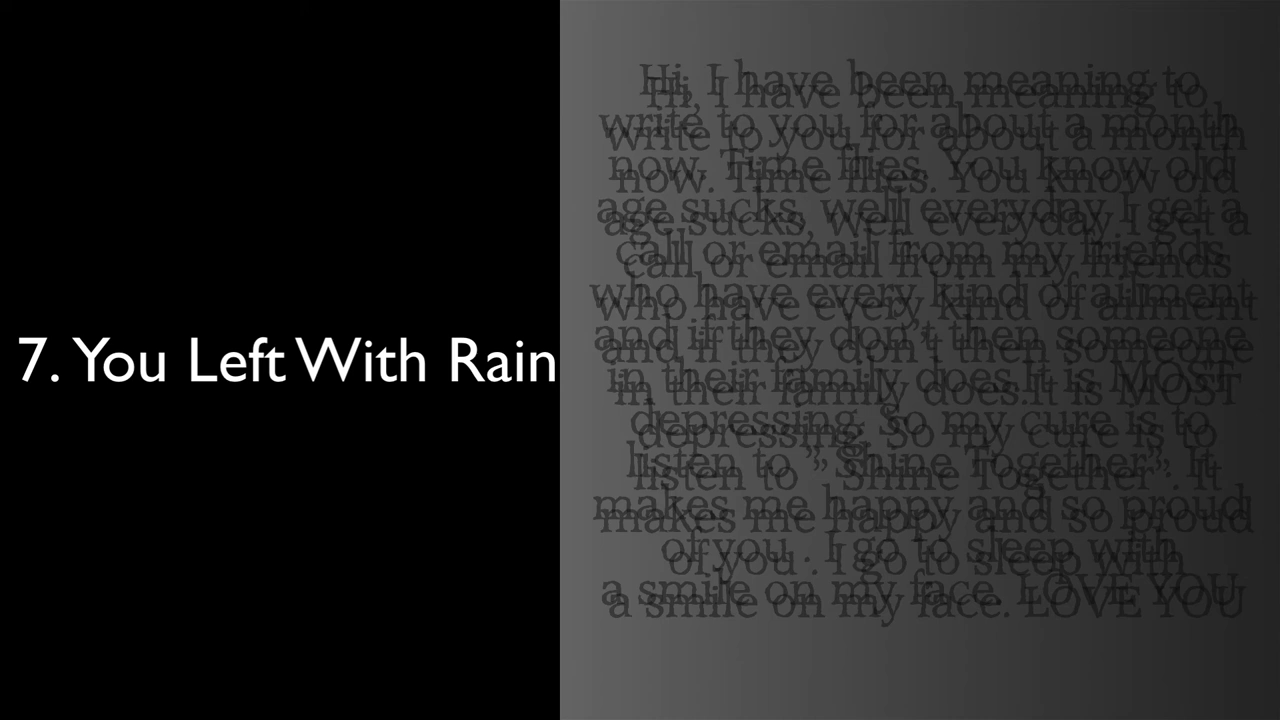 7. You Left With Rain
Hi, I have been meaning to
write to you for about a month
now. Time flies. You know old
age sucks, well everyday I get a
call or email from my friends
who have every kind of ailment
and if they don't then someone
in their family does.It is MOST
depressing. So my cure is to
listen to ” Shine Together”. It
makes me happy and so proud
of you . I go to sleep with
a smile on my face. LOVE YOU